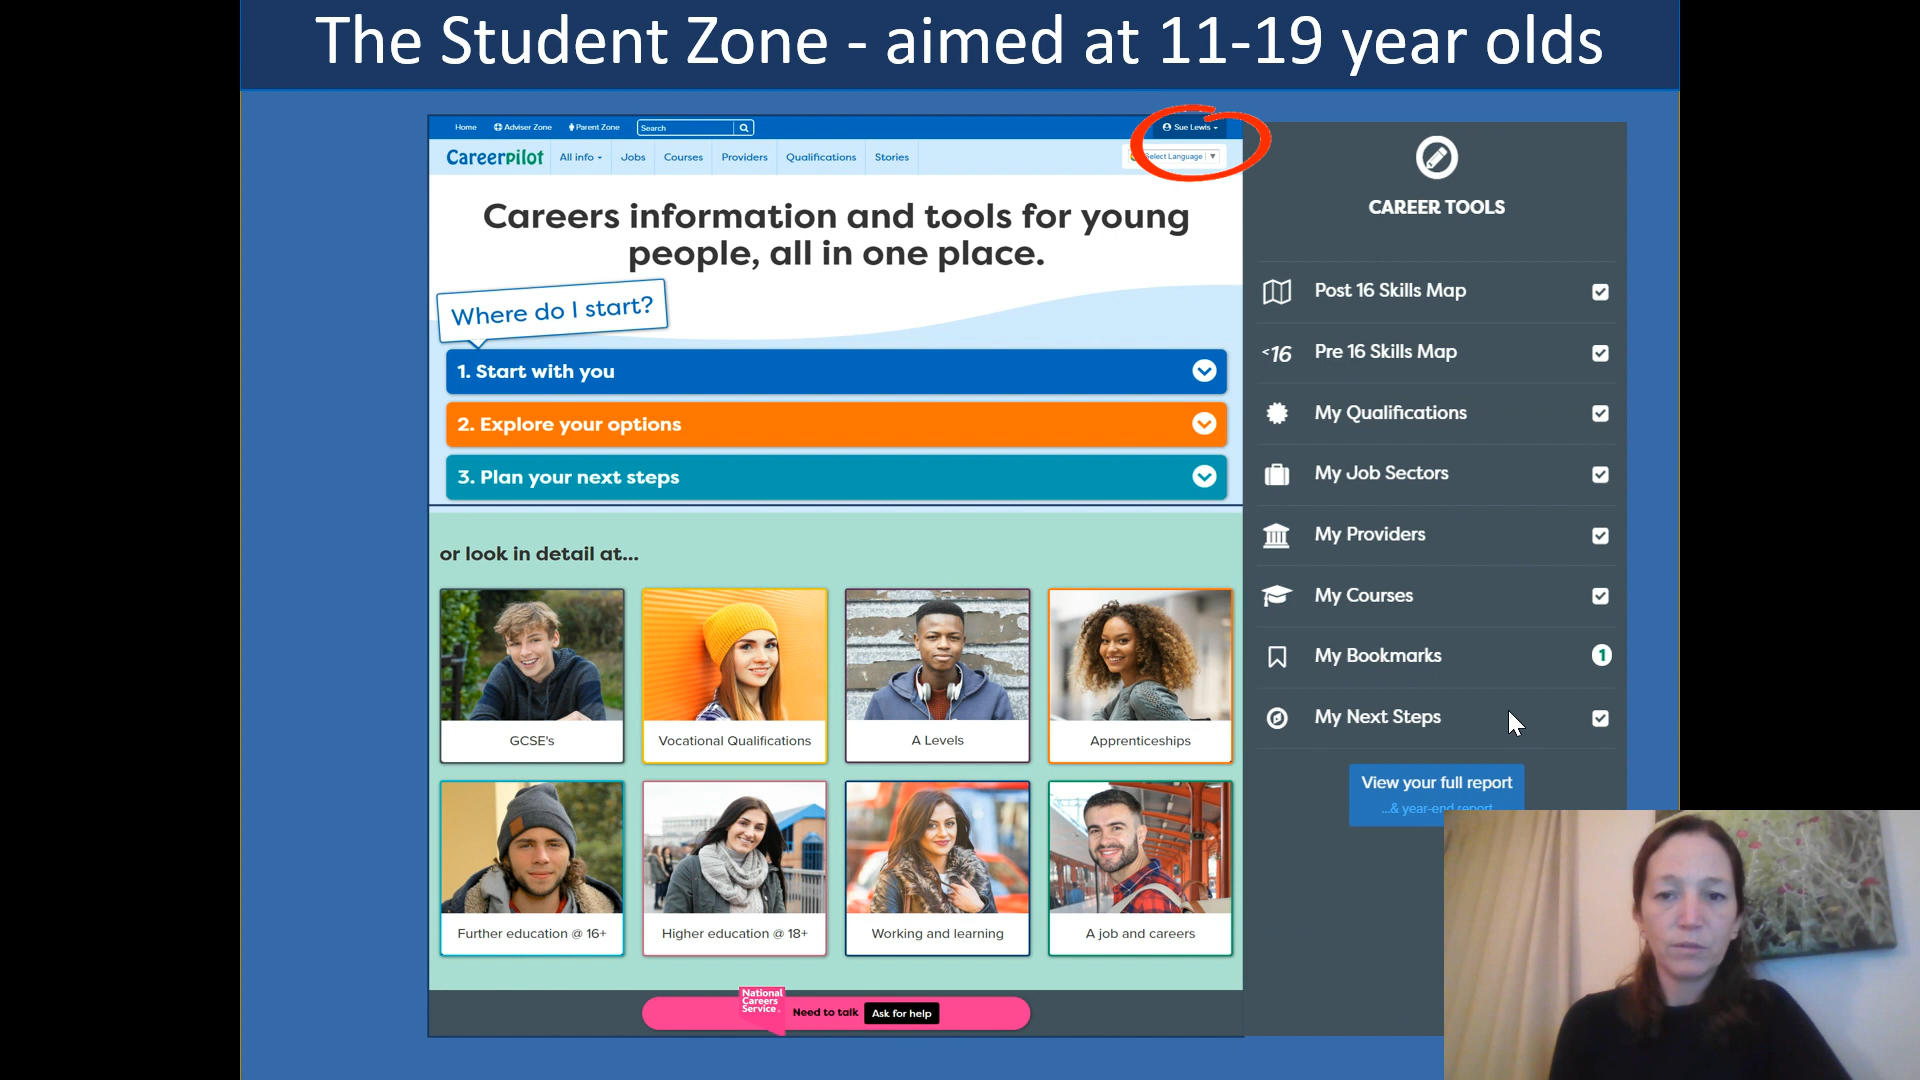 The Student Zone - aimed at 11-19 year olds
Home
Adviser Zone
Parent Zone
Search
Sue Lewis
Careerpilot
All info
Jobs
Courses
Providers
Qualifications
Stories
Select Language
Careers information and tools for young
people, all in one place.
Where do I start?
1. Start with you
2. Explore your options
3. Plan your next steps
or look in detail at...
GCSE's
Vocational Qualifications
A Levels
Apprenticeships
Further education @ 16+
Higher education @ 18+
Working and learning
A job and careers
National
Careers
Service
Need to talk
Ask for help
CAREER TOOLS
Post 16 Skills Map
<16
Pre 16 Skills Map
My Qualifications
My Job Sectors
My Providers
My Courses
My Bookmarks
1
My Next Steps
View your full report
...& year-end report